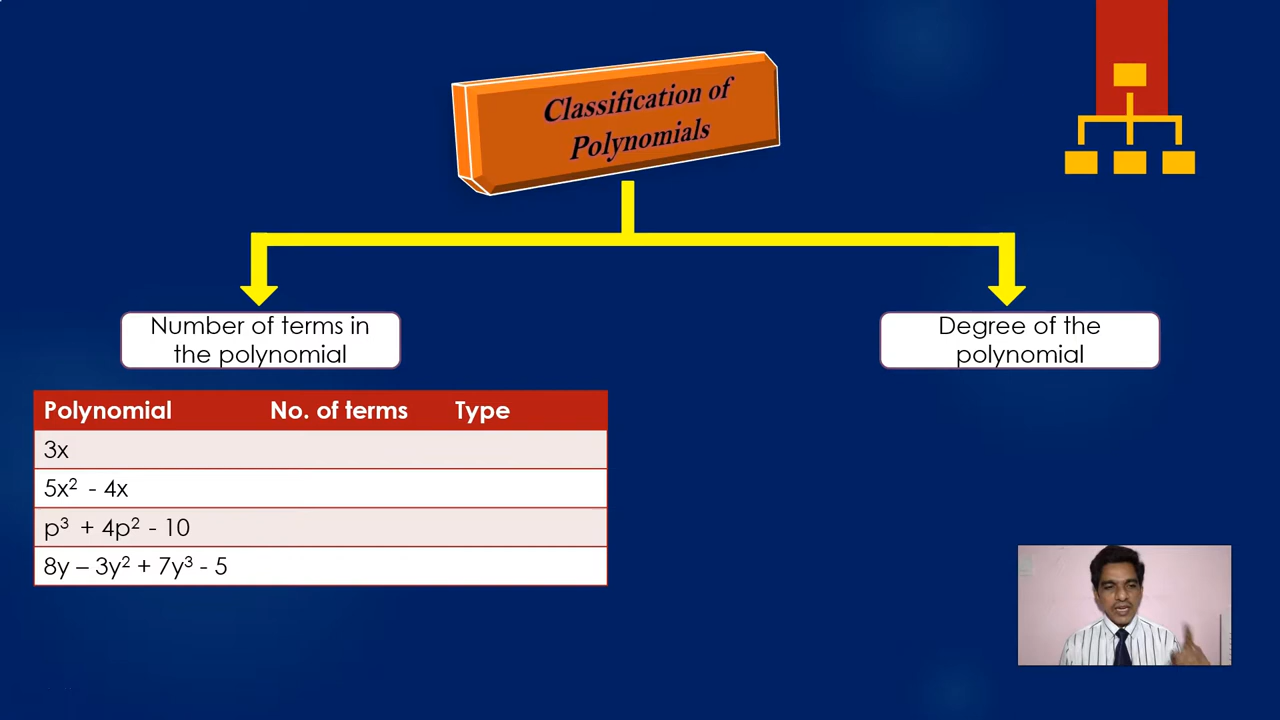 Classification of
Polynomials
Number of terms in
the polynomial
Degree of the
polynomial
Polynomial No. of terms Type
3x
5x² - 4x
p³ + 4p² - 10
8y – 3y² + 7y³ - 5